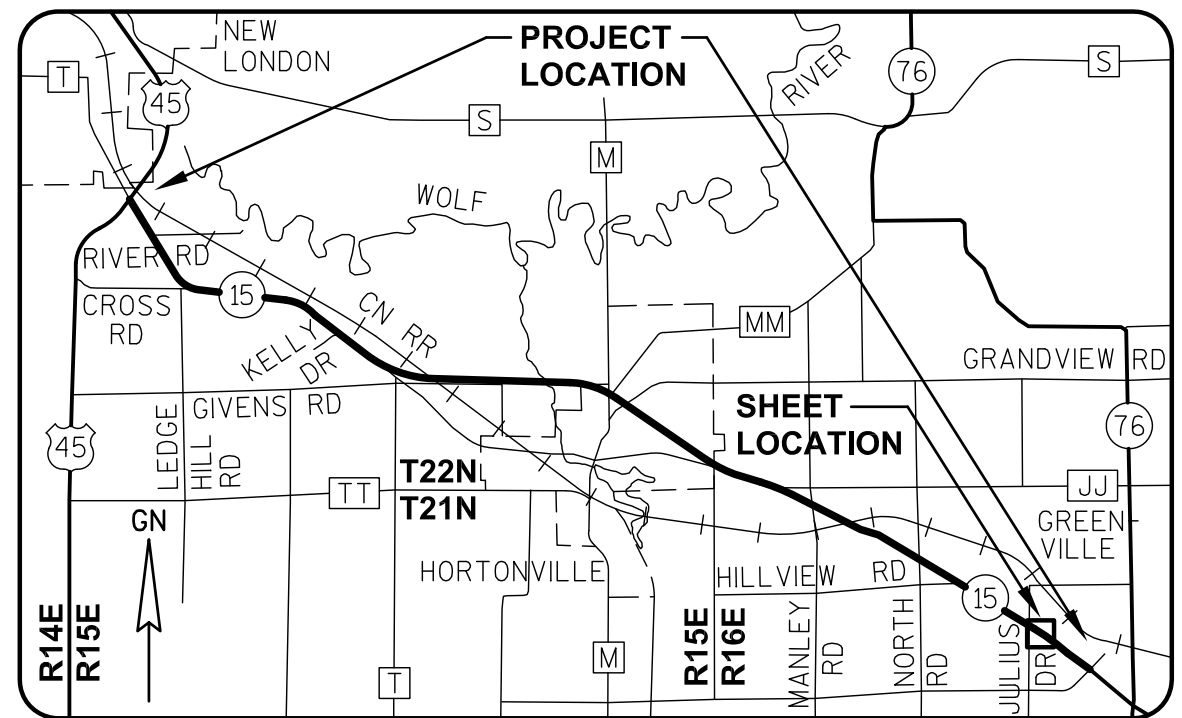 NEW
LONDON
PROJECT
LOCATION
RIVER
76
S
T
45
S
M
WOLF
RIVER RD
15
CROSS
RD
KELLY
DR
CN RR
MM
GRANDVIEW RD
GIVENS RD
SHEET
LOCATION
76
45
LEDGE
HILL
RD
T22N
T21N
TT
JJ
GN
GREEN-
VILLE
HORTONVILLE
HILLVIEW RD
15
R14E
R15E
R15E
R16E
MANLEY
RD
NORTH
RD
JULIUS
DR
M
T